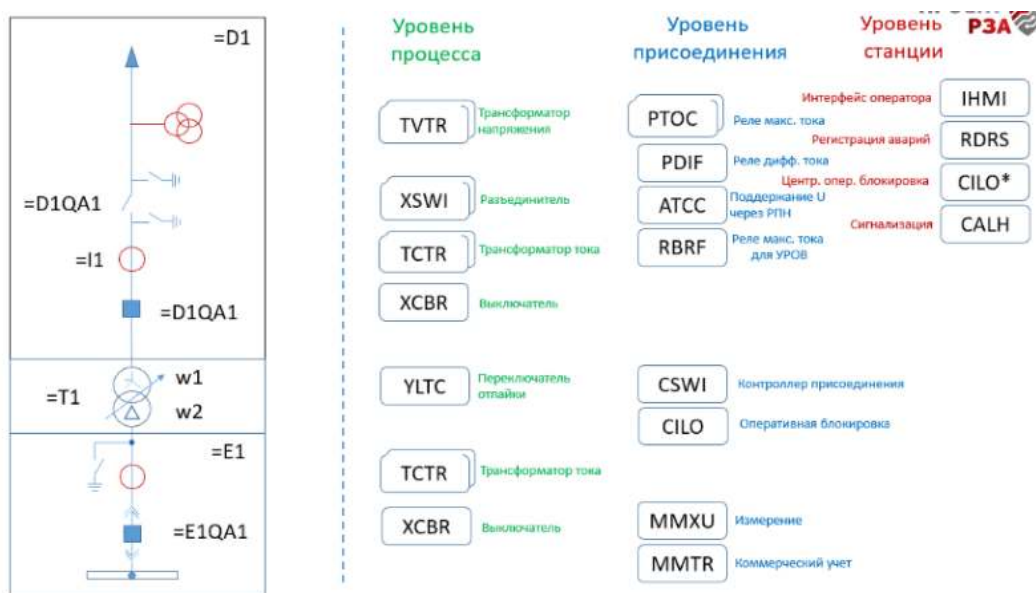 =D1
=D1QA1
=I1
=D1QA1
w1
=T1
w2
=E1
=E1QA1
Уровень
процесса
TVTR
Трансформатор
напряжения
XSWI
Разъединитель
TCTR
Трансформатор тока
XCBR
Выключатель
YLTC
Переключатель
отпайки
TCTR
Трансформатор тока
XCBR
Выключатель
Уровень
присоединения
PTOC
Реле макс. тока
PDIF
Реле дифф. тока
ATCC
Поддержание U
через РПН
RBRF
Реле макс. тока
для УРОВ
CSWI
Контроллер присоединения
CILO
Оперативная блокировка
MMXU
Измерение
MMTR
Коммерческий учет
Уровень
станции
РЗА
Интерфейс оператора
IHMI
Регистрация аварий
RDRS
Центр. опер. блокировка
CILO*
Сигнализация
CALH